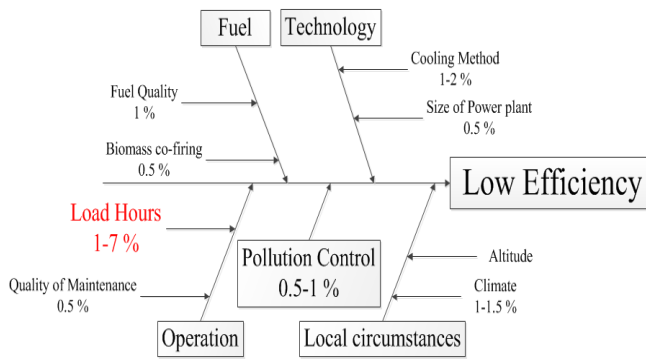 Fuel
Technology
Cooling Method
1-2 %
Fuel Quality
1 %
Size of Power plant
0.5 %
Biomass co-firing
0.5 %
Low Efficiency
Load Hours
1-7 %
Pollution Control
0.5-1 %
Altitude
Quality of Maintenance
0.5 %
Climate
1-1.5 %
Operation
Local circumstances